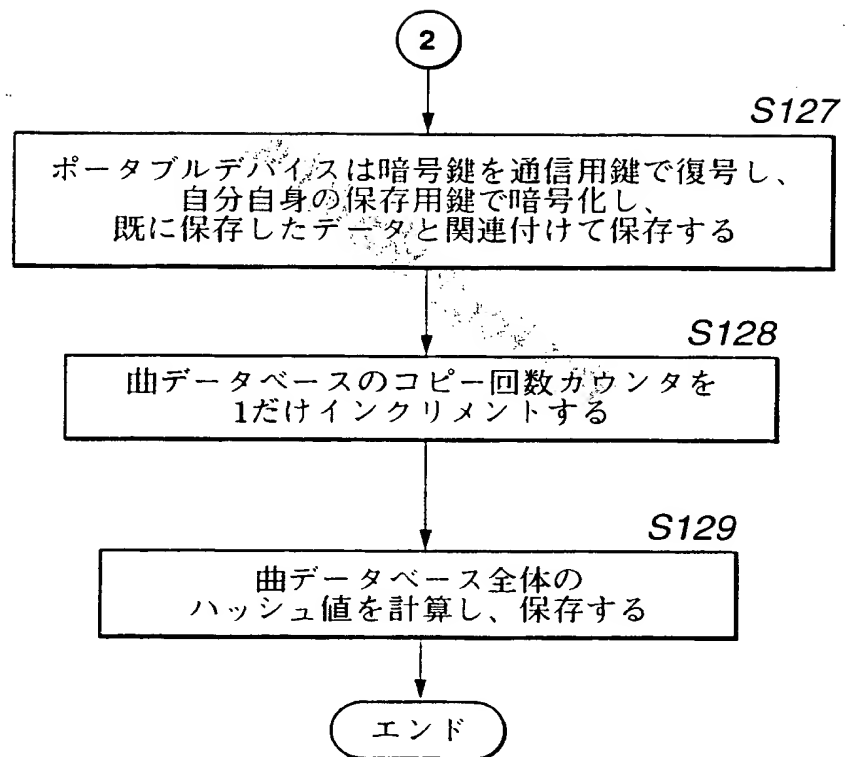 2
S127
ポータブルデバイスは暗号鍵を通信用鍵で復号し、
自分自身の保存用鍵で暗号化し、
既に保存したデータと関連付けて保存する
S128
曲データベースのコピー回数カウンタを
1だけインクリメントする
S129
曲データベース全体の
ハッシュ値を計算し、保存する
エンド